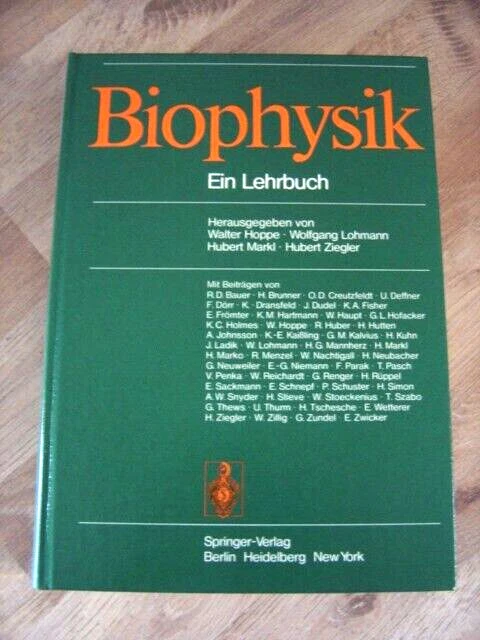 Biophysik
Ein Lehrbuch
Herausgegeben von
Walter Hoppe · Wolfgang Lohmann
Hubert Markl · Hubert Ziegler
Mit Beiträgen von
R.D. Bauer · H. Brunner · O.D. Creutzfeldt · U. Deffner
F. Dörr · K. Dransfeld · J. Dudel · K.A. Fisher
E. Frömter · K.M. Hartmann · W. Haupt · G.L. Hofacker
K.C. Holmes · W. Hoppe · R. Huber · H. Hutten
A. Johnsson · K.-E. Kaißling · G.M. Kalvius · H. Kuhn
J. Ladik · W. Lohmann · H.G. Mannherz · H. Markl
H. Marko · R. Menzel · W. Nachtigall · H. Neubacher
G. Neuweiler · E.-G. Niemann · F. Parak · T. Pasch
V. Penka · W. Reichardt · G. Renger · H. Rüppel
E. Sackmann · E. Schnepf · P. Schuster · H. Simon
A.W. Snyder · H. Stieve · W. Stoeckenius · T. Szabo
G. Thews · U. Thurm · H. Tschesche · E. Wetterer
H. Ziegler · W. Zillig · G. Zundel · E. Zwicker
Springer-Verlag
Berlin Heidelberg New York